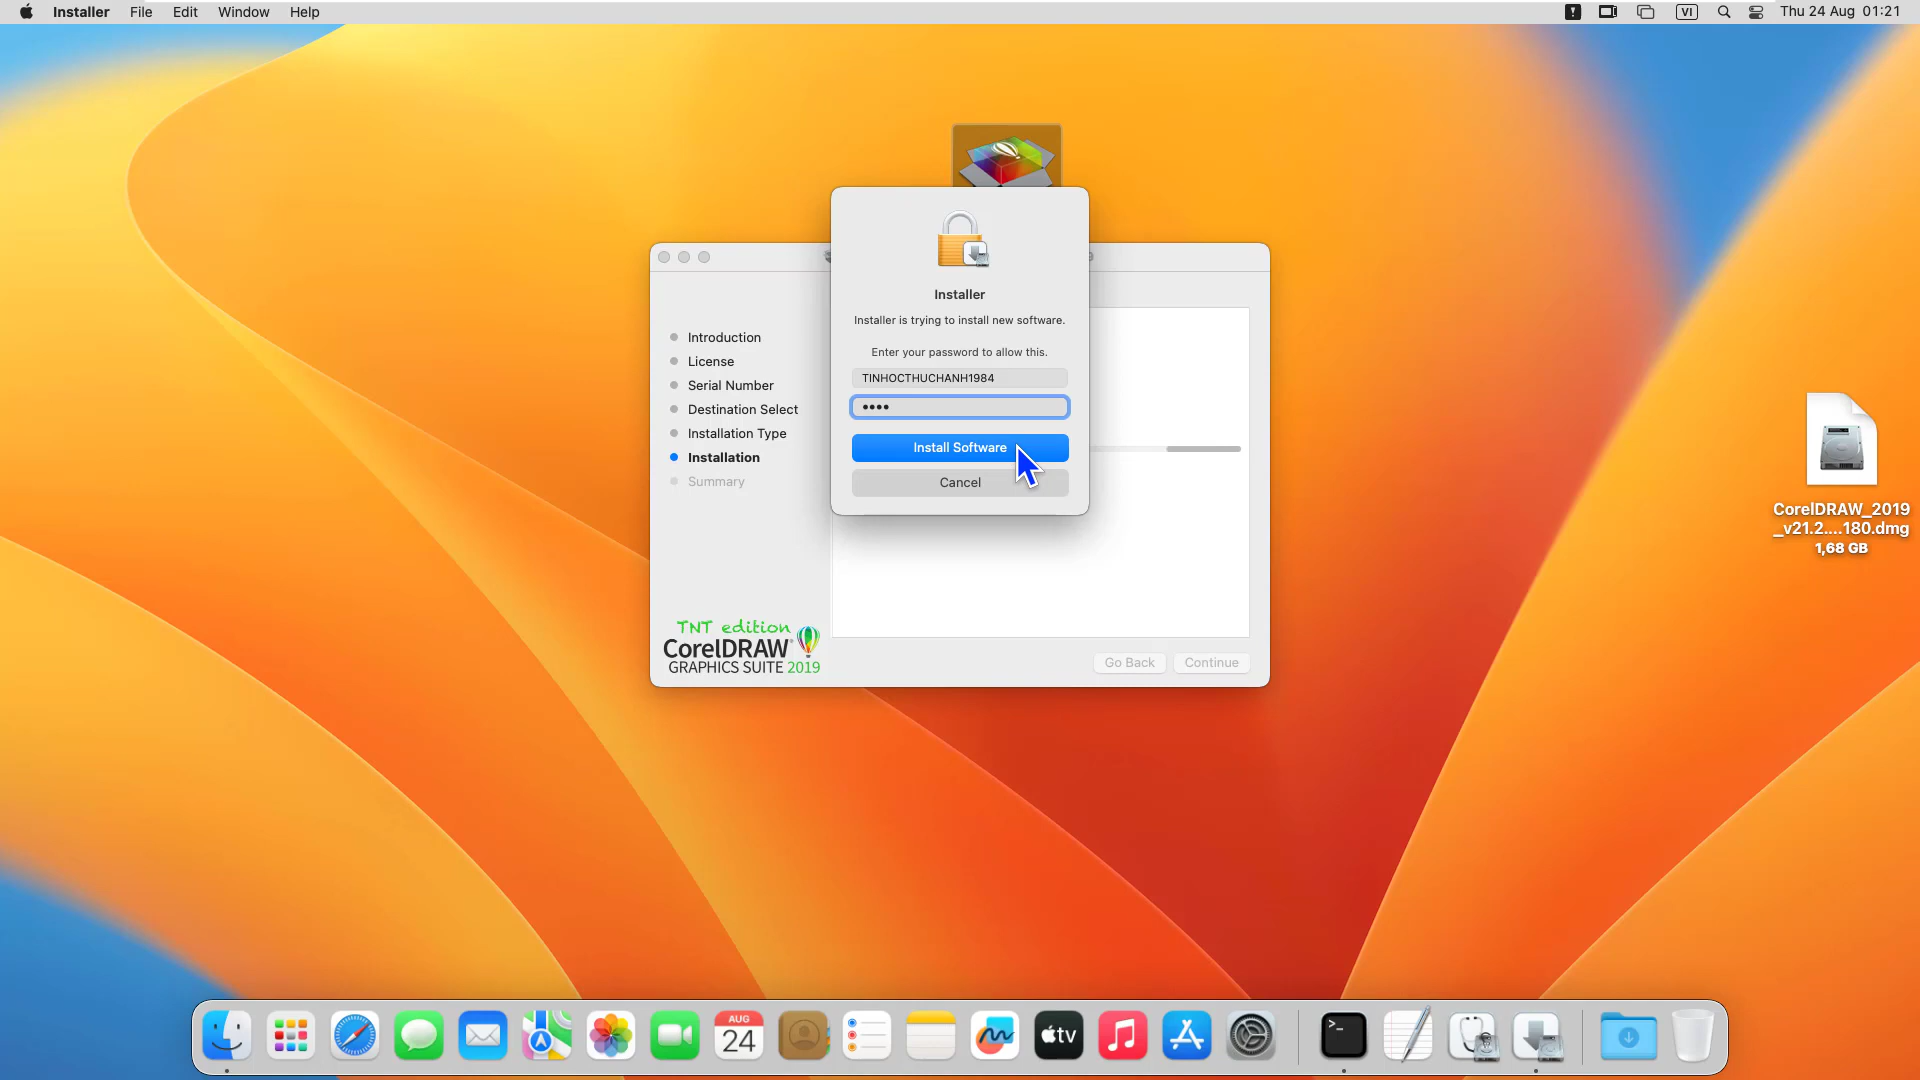 Installer File Edit Window Help
VI
Thu 24 Aug 01:21
Installer
Installer is trying to install new software.
Enter your password to allow this.
TINHOCTHUCHANH1984
••••
Install Software
Cancel
Introduction
License
Serial Number
Destination Select
Installation Type
Installation
Summary
TNT edition
CorelDRAW
GRAPHICS SUITE 2019
Go Back
Continue
CorelDRAW_2019
_v21.2....180.dmg
1,68 GB
AUG
24
tv
>_